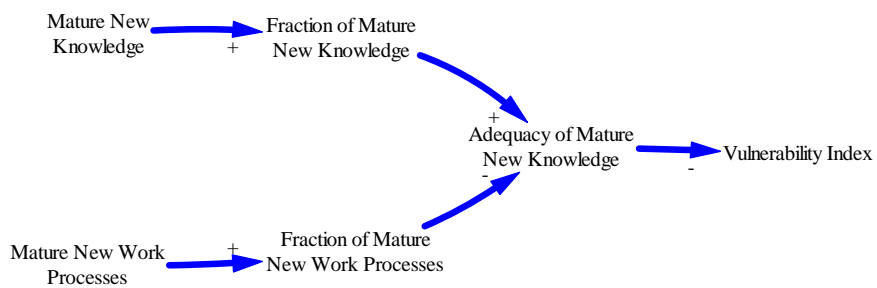 Mature New
Knowledge
+
Fraction of Mature
New Knowledge
+
Adequacy of Mature
New Knowledge
-
-
Vulnerability Index
Mature New Work
Processes
+
Fraction of Mature
New Work Processes